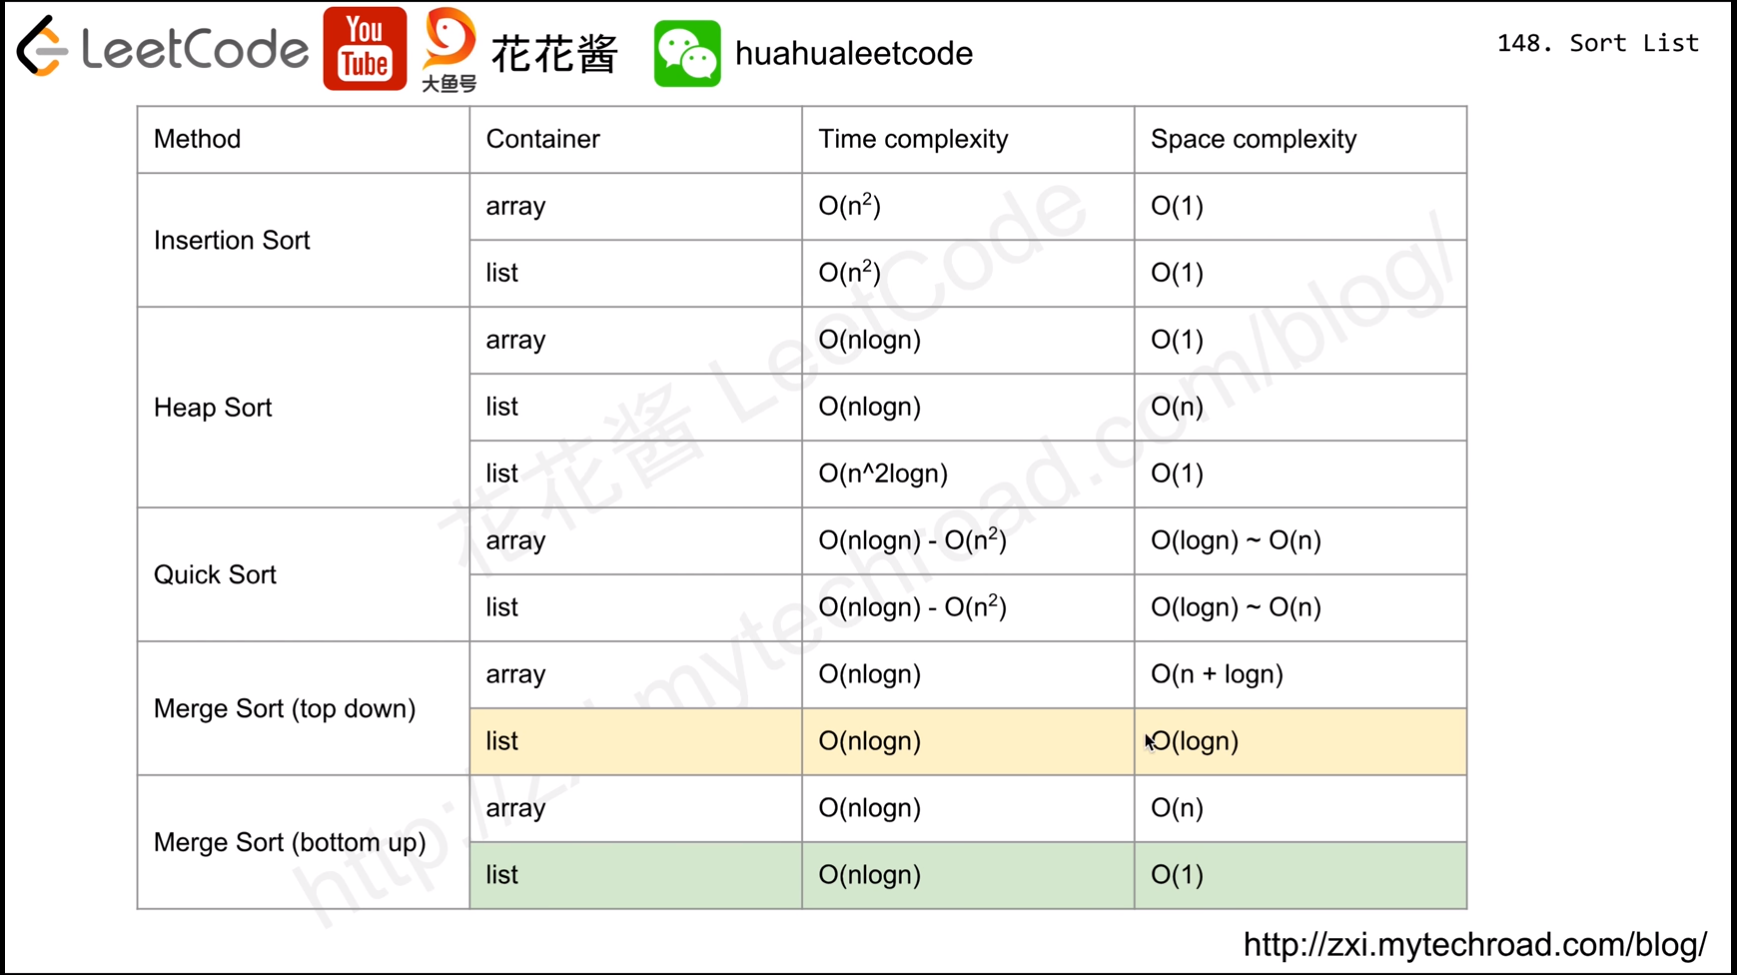 LeetCode You Tube 大鱼号 花花酱 huahualeetcode 148. Sort List
Method Container Time complexity Space complexity
Insertion Sort array O(n²) O(1)
list O(n²) O(1)
Heap Sort array O(nlogn) O(1)
list O(nlogn) O(n)
list O(n^2logn) O(1)
Quick Sort array O(nlogn) - O(n²) O(logn) ~ O(n)
list O(nlogn) - O(n²) O(logn) ~ O(n)
Merge Sort (top down) array O(nlogn) O(n + logn)
list O(nlogn) O(logn)
Merge Sort (bottom up) array O(nlogn) O(n)
list O(nlogn) O(1)
花花酱 LeetCode
http://zxi.mytechroad.com/blog/
http://zxi.mytechroad.com/blog/